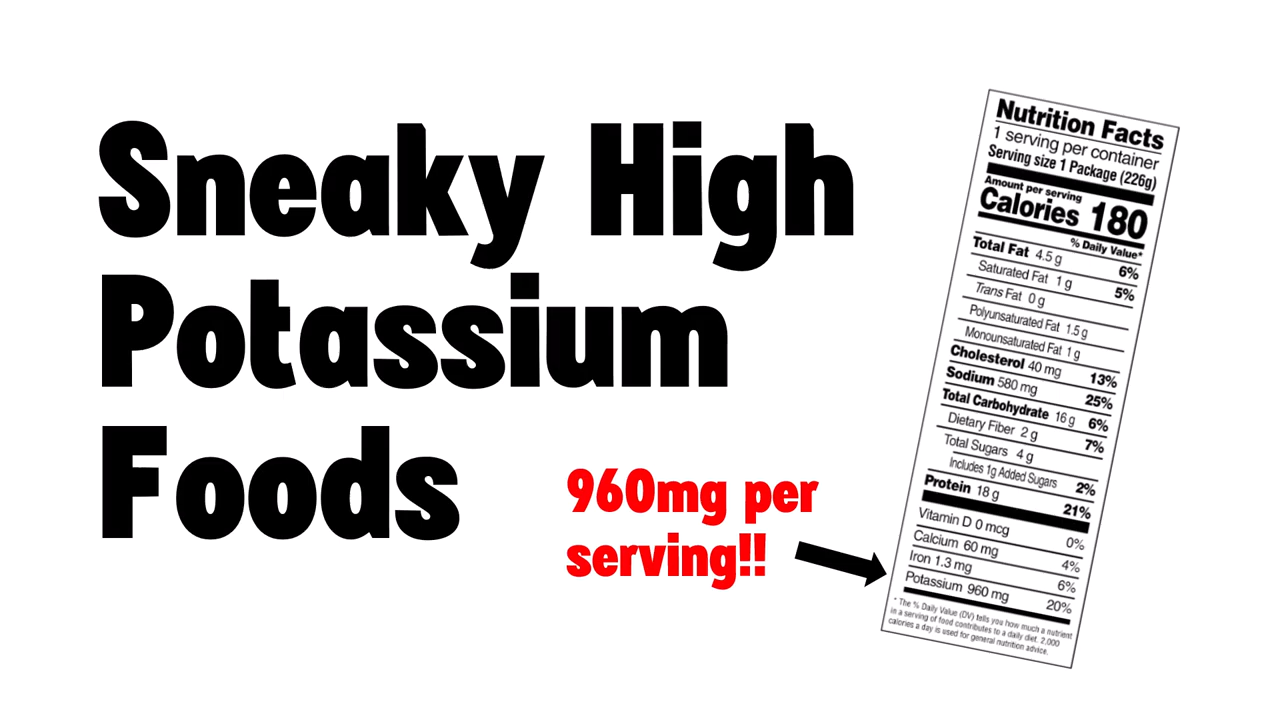 Sneaky High
Potassium
Foods
960mg per
serving!!
Nutrition Facts
1 serving per container
Serving size 1 Package (226g)
Amount per serving
Calories 180
% Daily Value*
Total Fat 4.5 g 6%
Saturated Fat 1 g 5%
Trans Fat 0 g
Polyunsaturated Fat 1.5 g
Monounsaturated Fat 1 g
Cholesterol 40 mg 13%
Sodium 580 mg 25%
Total Carbohydrate 16 g 6%
Dietary Fiber 2 g 7%
Total Sugars 4 g
Includes 1g Added Sugars 2%
Protein 18 g 21%
Vitamin D 0 mcg 0%
Calcium 60 mg 4%
Iron 1.3 mg 6%
Potassium 960 mg 20%
* The % Daily Value (DV) tells you how much a nutrient
in a serving of food contributes to a daily diet. 2,000
calories a day is used for general nutrition advice.